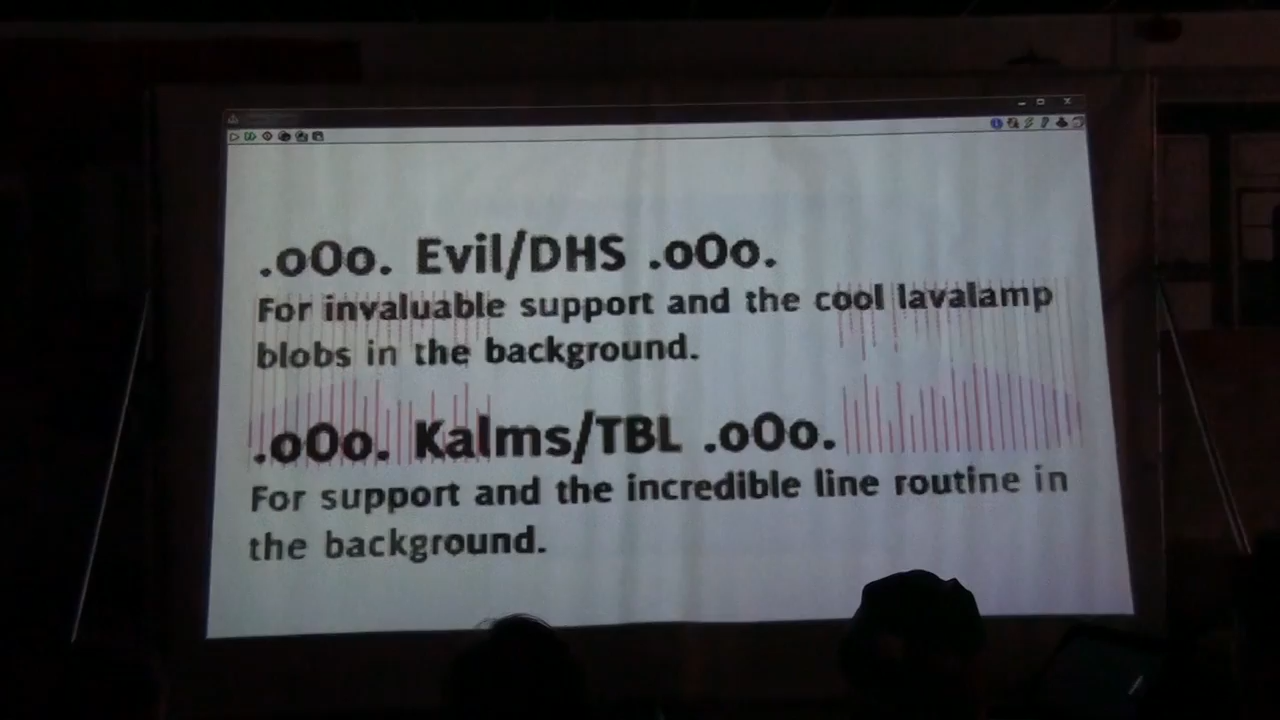 .oOo. Evil/DHS .oOo.
For invaluable support and the cool lavalamp
blobs in the background.
.oOo. Kalms/TBL .oOo.
For support and the incredible line routine in
the background.